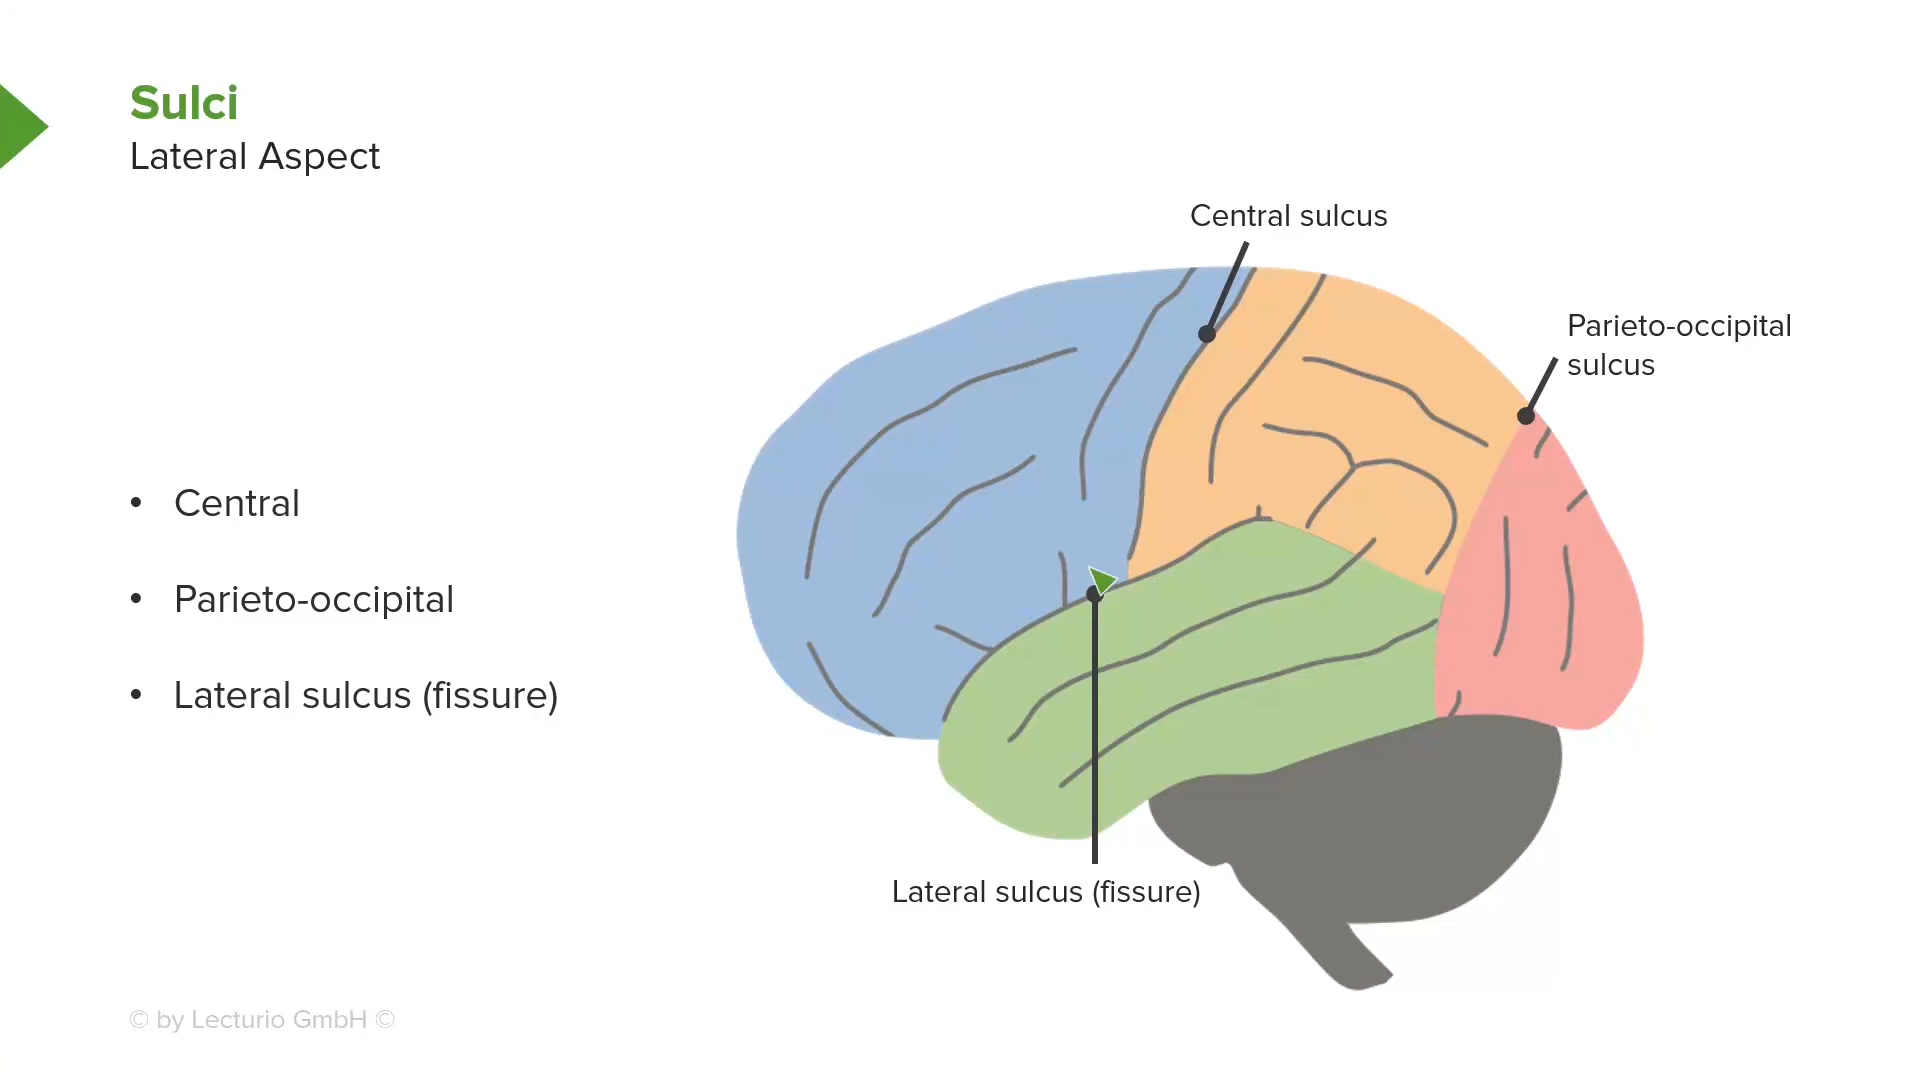 Sulci
Lateral Aspect
Central sulcus
Parieto-occipital
sulcus
• Central
• Parieto-occipital
• Lateral sulcus (fissure)
Lateral sulcus (fissure)
© by Lecturio GmbH ©